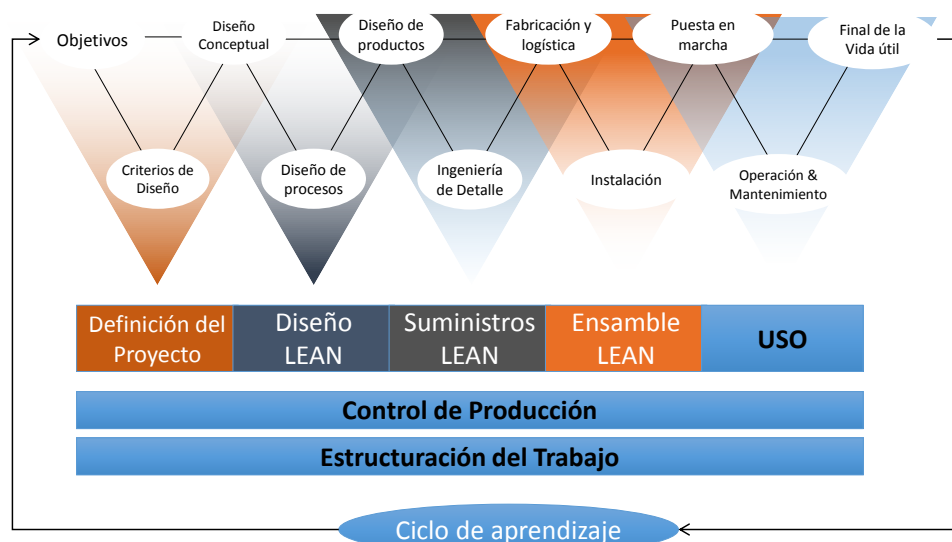 Objetivos
Diseño
Conceptual
Diseño de
productos
Fabricación y
logística
Puesta en
marcha
Final de la
Vida útil
Criterios de
Diseño
Diseño de
procesos
Ingeniería
de Detalle
Instalación
Operación &
Mantenimiento
Definición del
Proyecto
Diseño
LEAN
Suministros
LEAN
Ensamble
LEAN
USO
Control de Producción
Estructuración del Trabajo
Ciclo de aprendizaje